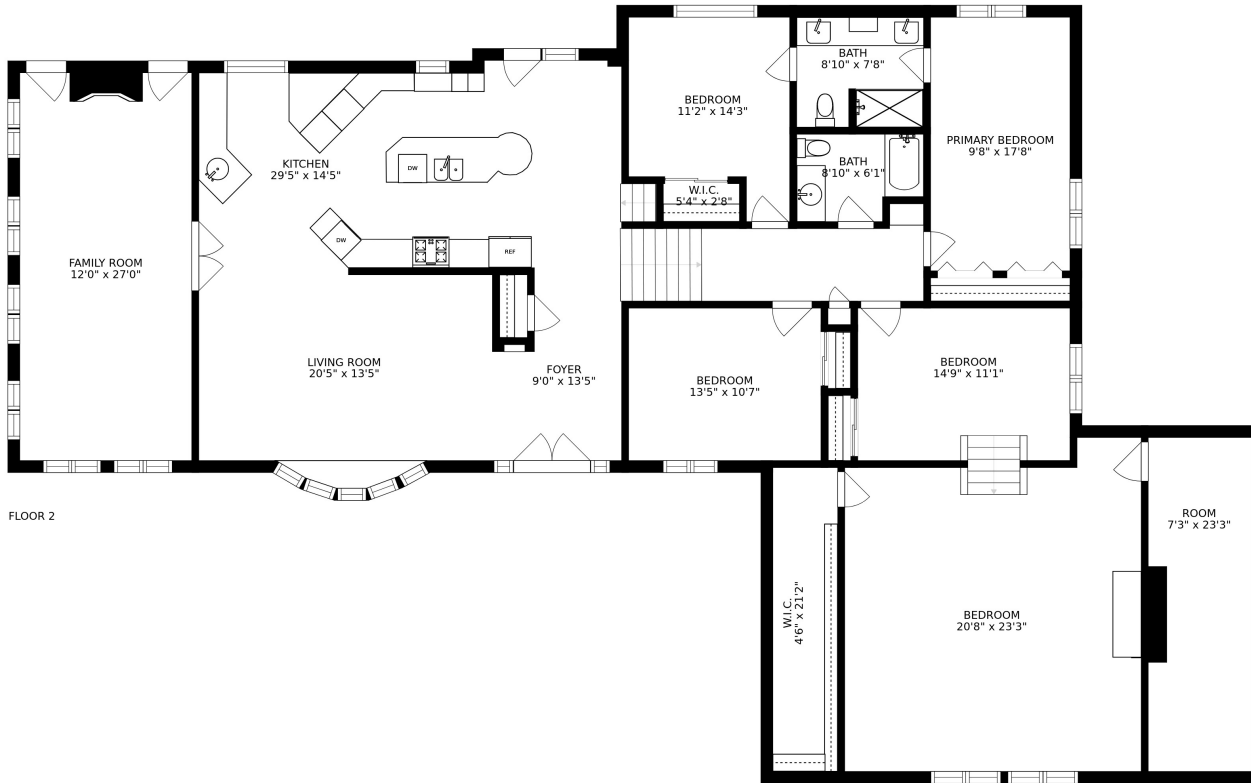 BEDROOM
11'2" x 14'3"
BATH
8'10" x 7'8"
PRIMARY BEDROOM
9'8" x 17'8"
KITCHEN
29'5" x 14'5"
DW
BATH
8'10" x 6'1"
W.I.C.
5'4" x 2'8"
FAMILY ROOM
12'0" x 27'0"
DW
REF
LIVING ROOM
20'5" x 13'5"
FOYER
9'0" x 13'5"
BEDROOM
13'5" x 10'7"
BEDROOM
14'9" x 11'1"
FLOOR 2
ROOM
7'3" x 23'3"
W.I.C.
4'6" x 21'2"
BEDROOM
20'8" x 23'3"